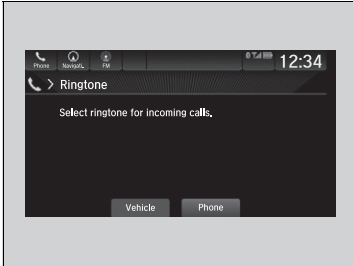 Phone Navigati.. FM 12:34
Ringtone
Select ringtone for incoming calls.
Vehicle Phone